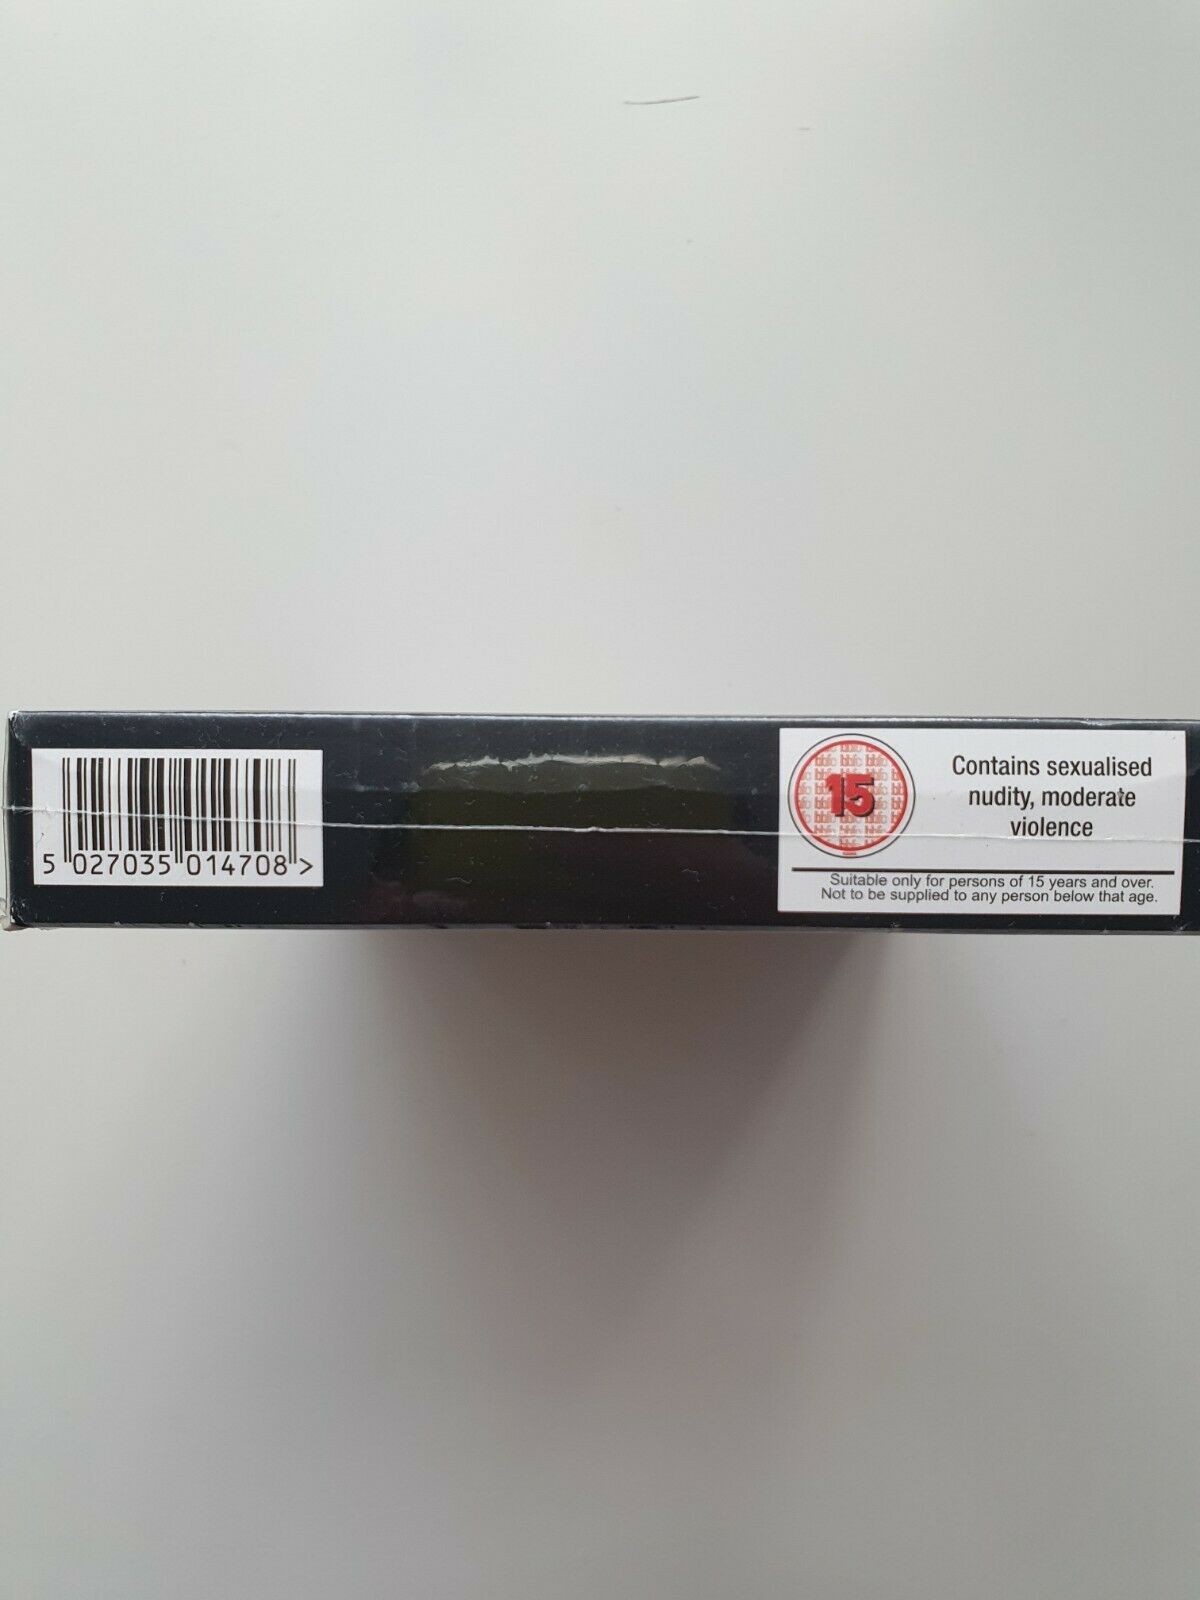 5 027035 014708 >
15
Contains sexualised
nudity, moderate
violence
Suitable only for persons of 15 years and over.
Not to be supplied to any person below that age.